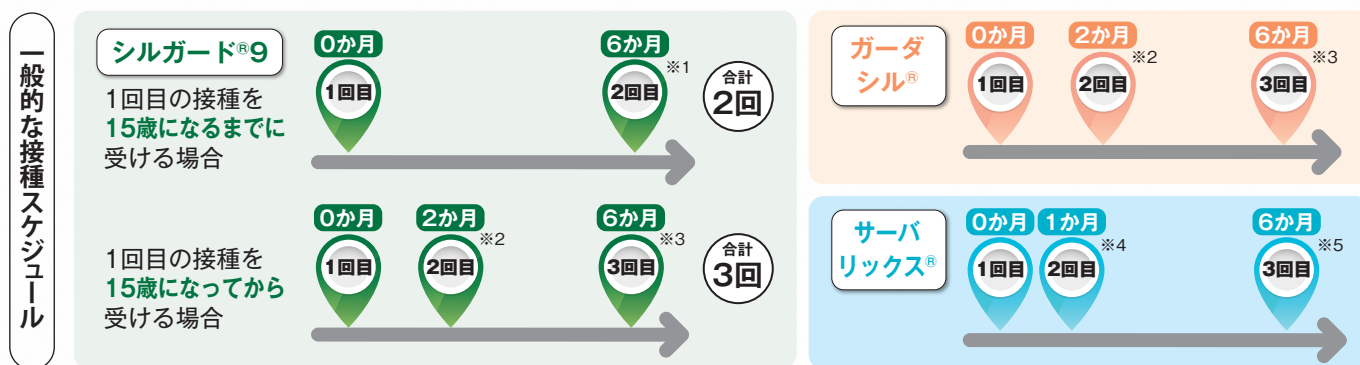 一般的な接種スケジュール
シルガード®9
1回目の接種を
15歳になるまでに
受ける場合
0か月
1回目
6か月
※1
2回目
合計
2回
1回目の接種を
15歳になってから
受ける場合
0か月
1回目
2か月
※2
2回目
6か月
※3
3回目
合計
3回
ガーダ
シル®
0か月
1回目
2か月
※2
2回目
6か月
※3
3回目
サーバ
リックス®
0か月
1回目
1か月
※4
2回目
6か月
※5
3回目